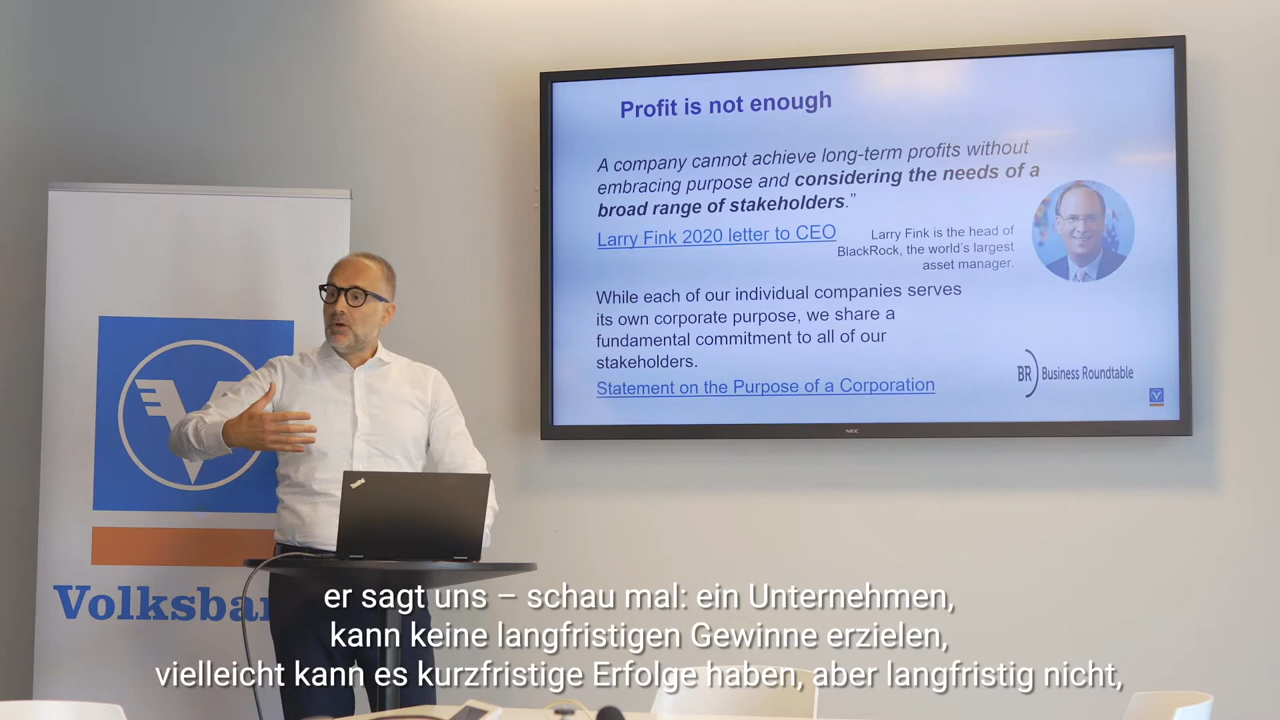 Profit is not enough
A company cannot achieve long-term profits without
embracing purpose and considering the needs of a
broad range of stakeholders.”
Larry Fink 2020 letter to CEO
Larry Fink is the head of
BlackRock, the world's largest
asset manager.
While each of our individual companies serves
its own corporate purpose, we share a
fundamental commitment to all of our
stakeholders.
Statement on the Purpose of a Corporation
BR Business Roundtable
NEC
ThinkPad
Volksban
er sagt uns – schau mal: ein Unternehmen,
kann keine langfristigen Gewinne erzielen,
vielleicht kann es kurzfristige Erfolge haben, aber langfristig nicht,